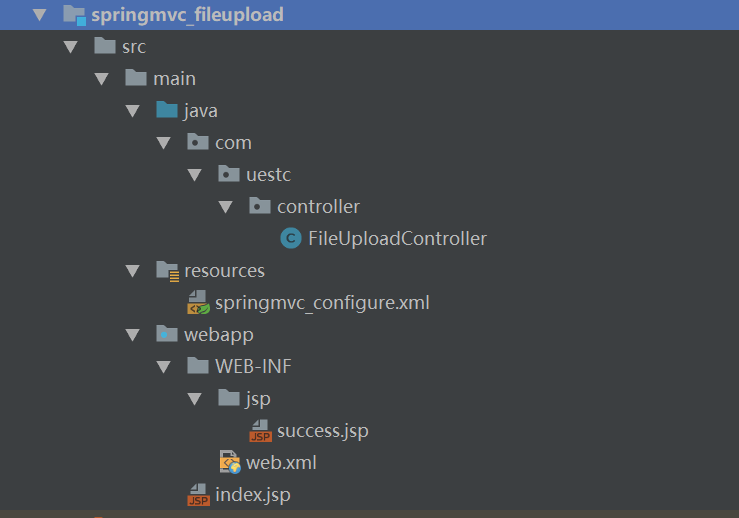 springmvc_fileupload
src
main
java
com
uestc
controller
FileUploadController
resources
springmvc_configure.xml
webapp
WEB-INF
jsp
success.jsp
web.xml
index.jsp